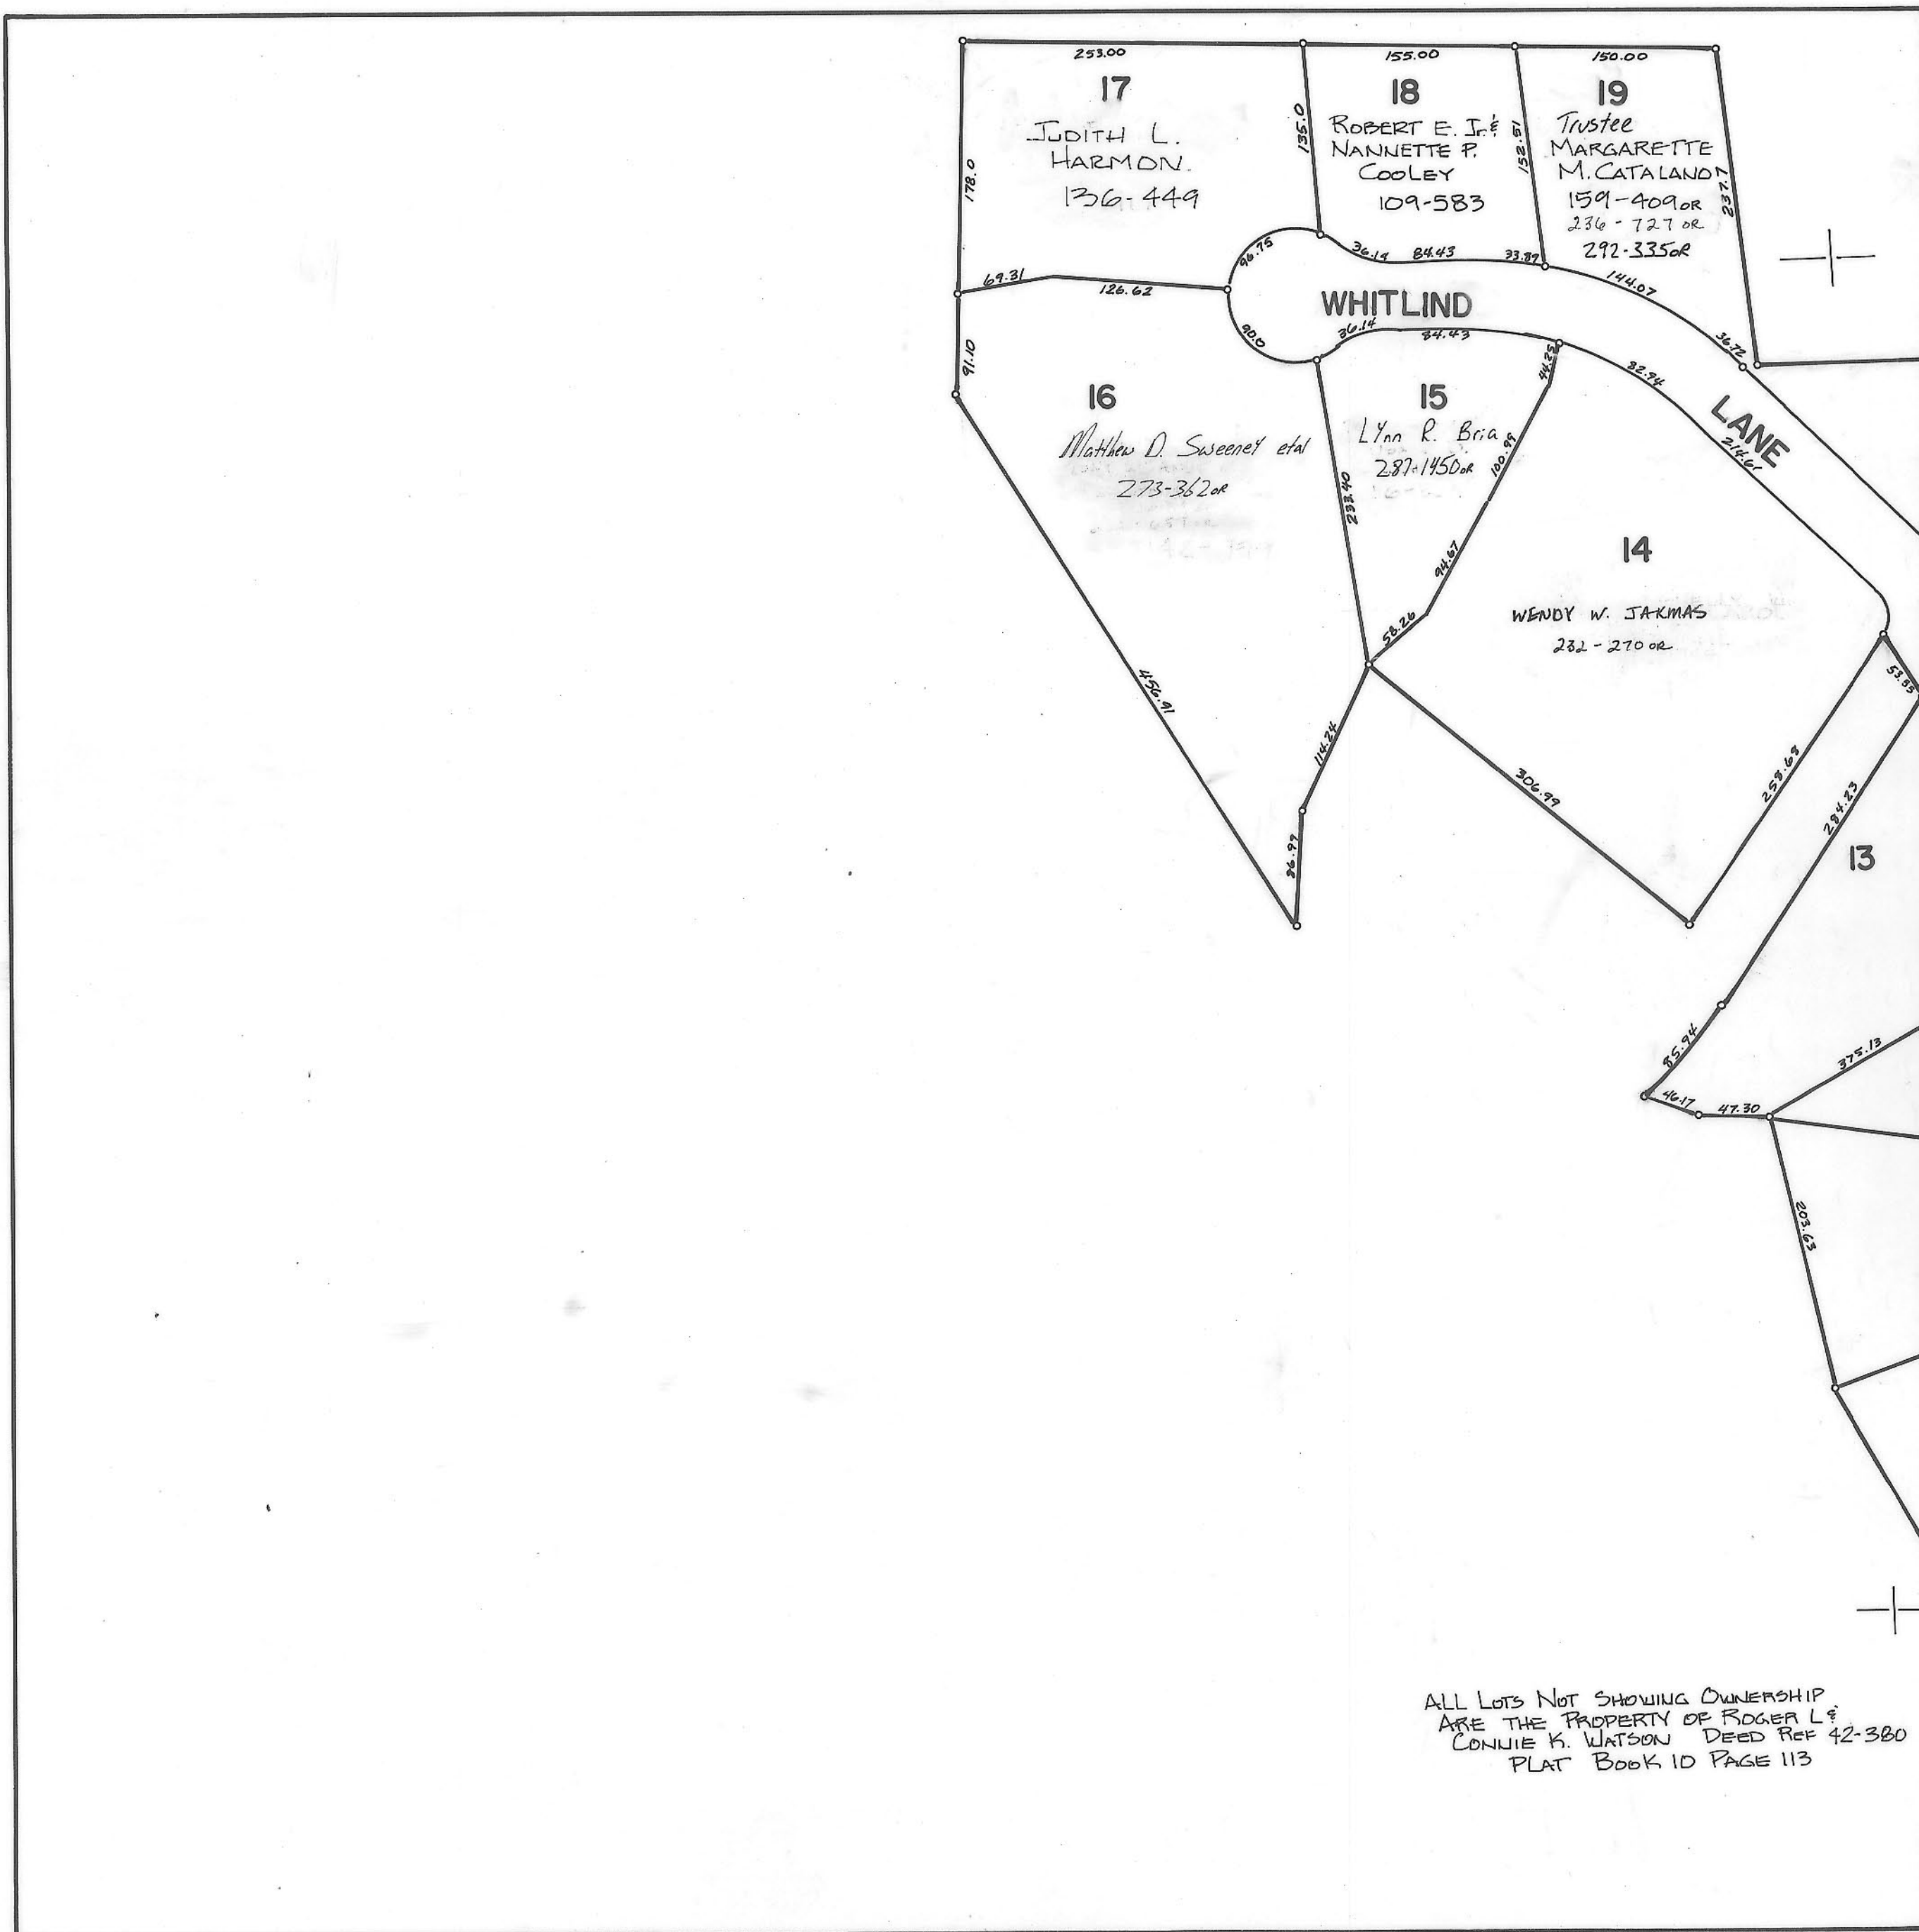 253.00
155.00
150.00
17
JUDITH L.
HARMON.
136-449
178.0
135.0
18
ROBERT E. Jr. &
NANNETTE P.
COOLEY
109-583
152.51
19
Trustee
MARGARETTE
M. CATALANO
159-409 OR
236-727 OR
292-335 OR
237.7
69.31
126.62
96.75
36.14
84.43
33.87
144.07
36.72
WHITLIND
LANE
90.0
36.14
84.43
44.25
82.94
214.61
91.10
16
Matthew D. Sweeney etal
273-362 OR
15
Lynn R. Bria
287-1450 OR
233.40
100.99
94.67
58.26
14
WENDY W. JAKMAS
232-270 OR
53.85
456.91
114.24
306.99
258.68
284.23
13
85.94
46.17
47.30
375.13
203.63
ALL LOTS NOT SHOWING OWNERSHIP
ARE THE PROPERTY OF ROGER L &
CONNIE K. WATSON DEED REF 42-380
PLAT BOOK 10 PAGE 113